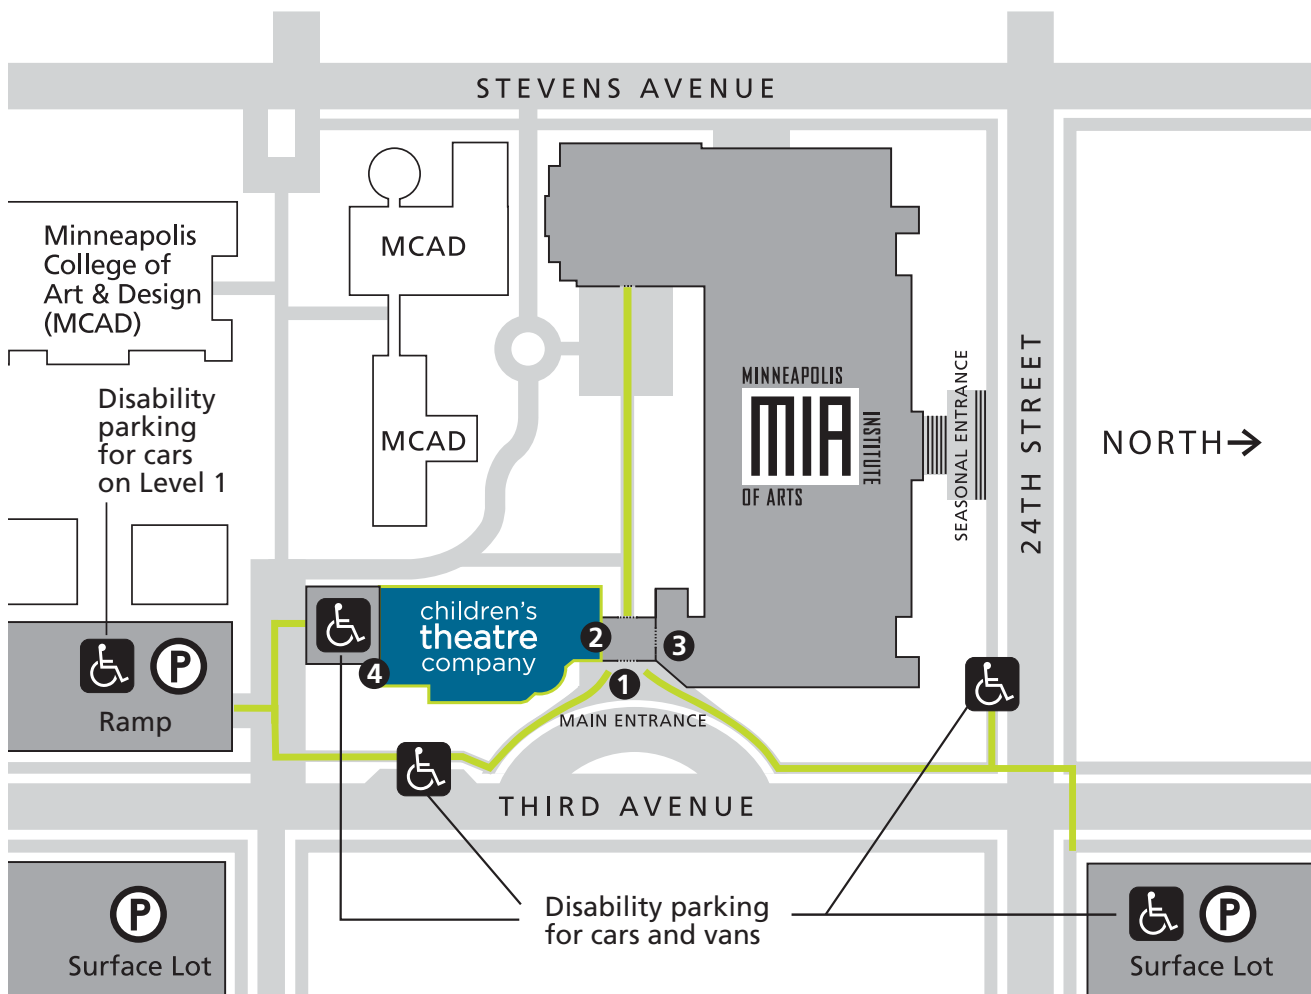 STEVENS AVENUE
Minneapolis
College of
Art & Design
(MCAD)
MCAD
MCAD
MINNEAPOLIS
MIA
INSTITUTE
OF ARTS
SEASONAL ENTRANCE
24TH STREET
NORTH→
Disability
parking
for cars
on Level 1
children's
theatre
company
2
3
4
1
MAIN ENTRANCE
P
Ramp
THIRD AVENUE
P
Surface Lot
Disability parking
for cars and vans
P
Surface Lot